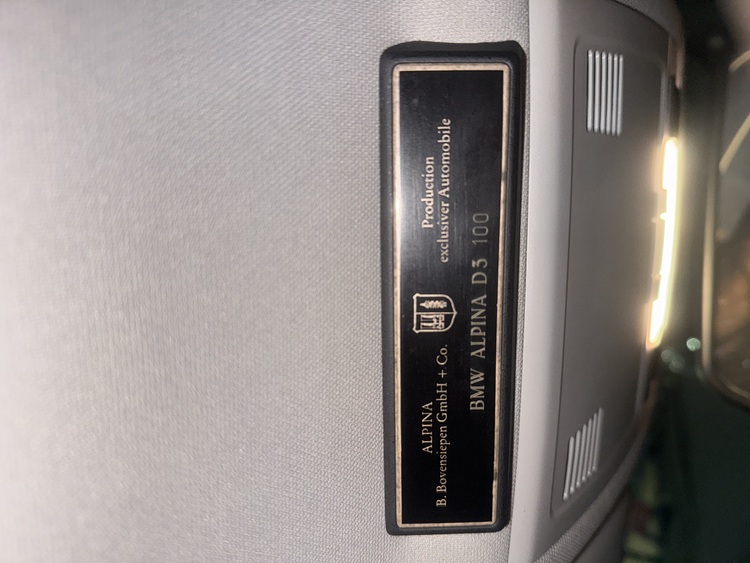 ALPINA
B. Bovensiepen GmbH + Co.
Production
exclusiver Automobile
BMW ALPINA D3 100